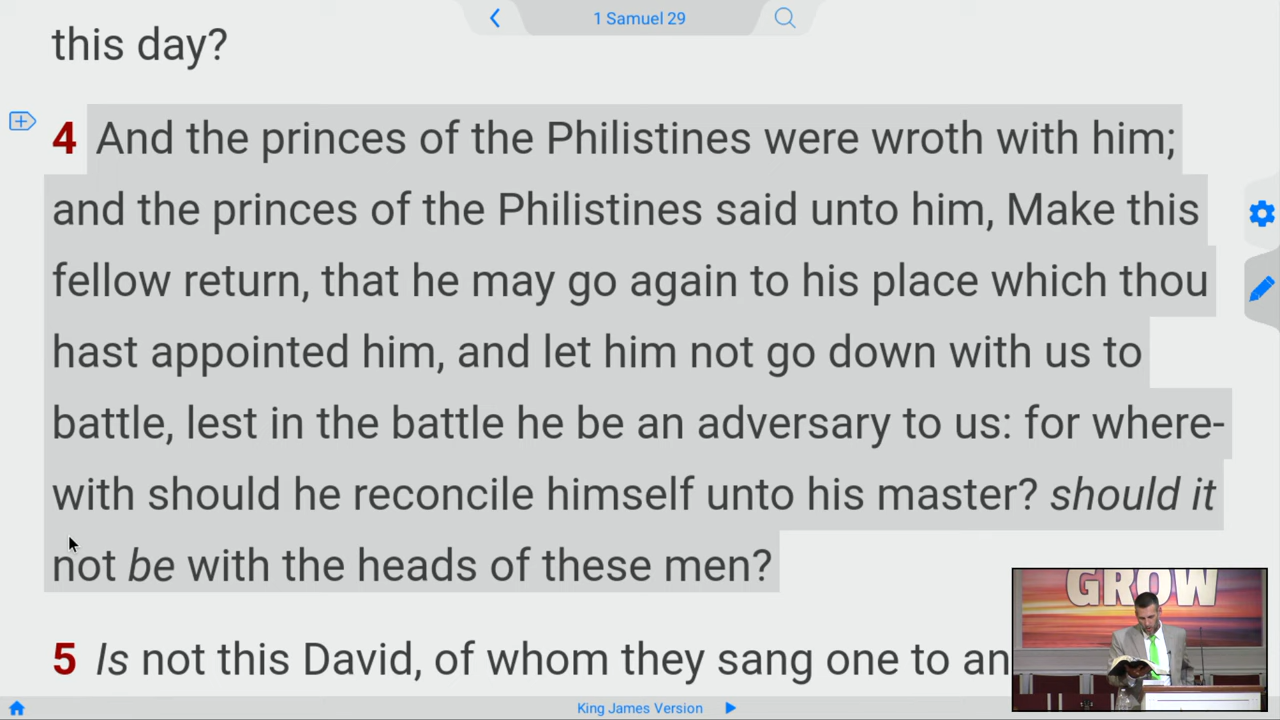 1 Samuel 29
this day?
4 And the princes of the Philistines were wroth with him;
and the princes of the Philistines said unto him, Make this
fellow return, that he may go again to his place which thou
hast appointed him, and let him not go down with us to
battle, lest in the battle he be an adversary to us: for where-
with should he reconcile himself unto his master? should it
not be with the heads of these men?
5 Is not this David, of whom they sang one to an
GROW
King James Version